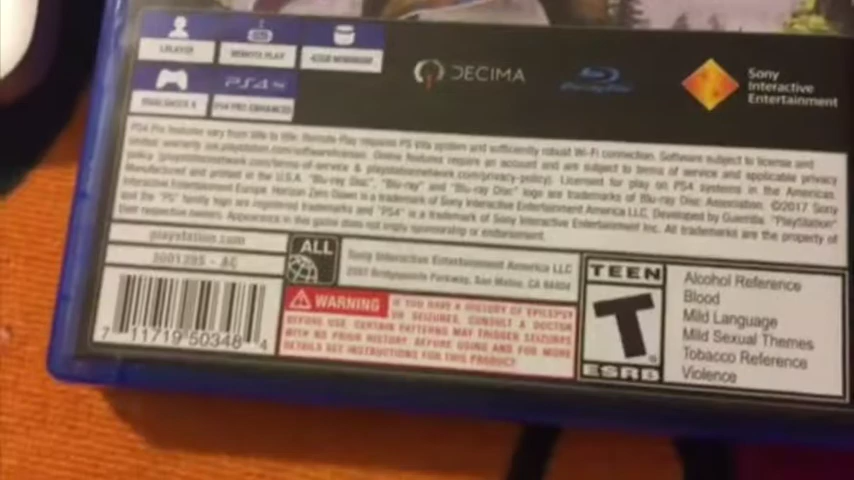 1 PLAYER
REMOTE PLAY
42GB MINIMUM
DECIMA
Blu-ray Disc
Sony
Interactive
Entertainment
DUALSHOCK 4
PS4 Pro
PS4 PRO ENHANCED
PS4 Pro features vary from title to title. Remote Play requires PS Vita system and sufficiently robust Wi-Fi connection. Software subject to license and
limited warranty (us.playstation.com/softwarelicense). Online features require an account and are subject to terms of service and applicable privacy
policy (playstationnetwork.com/terms-of-service & playstationnetwork.com/privacy-policy). Licensed for play on PS4 systems in the Americas.
Manufactured and printed in the U.S.A. "Blu-ray Disc", "Blu-ray" and "Blu-ray Disc" logo are trademarks of Blu-ray Disc Association. ©2017 Sony
Interactive Entertainment Europe. Horizon Zero Dawn is a trademark of Sony Interactive Entertainment America LLC. Developed by Guerrilla. "PlayStation"
and the "PS" family logo are registered trademarks and "PS4" is a trademark of Sony Interactive Entertainment Inc. All trademarks are the property of
their respective owners. Appearance in this game does not imply sponsorship or endorsement.
playstation.com
3001395 - AC
ALL
Sony Interactive Entertainment America LLC
2207 Bridgepointe Parkway, San Mateo, CA 94404
7 11719 50348 4
WARNING IF YOU HAVE A HISTORY OF EPILEPSY
OR SEIZURES, CONSULT A DOCTOR
BEFORE USE. CERTAIN PATTERNS MAY TRIGGER SEIZURES
WITH NO PRIOR HISTORY. BEFORE USING AND FOR MORE
DETAILS SEE INSTRUCTIONS FOR THIS PRODUCT
TEEN
T
ESRB
Alcohol Reference
Blood
Mild Language
Mild Sexual Themes
Tobacco Reference
Violence